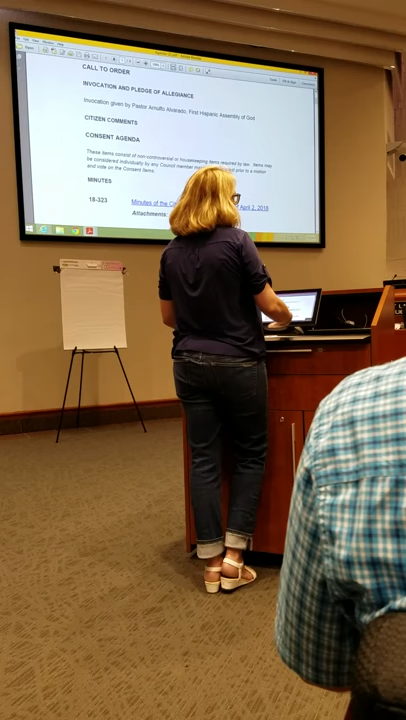 CALL TO ORDER
INVOCATION AND PLEDGE OF ALLEGIANCE
Invocation given by Pastor Arnulfo Alvarado, First Hispanic Assembly of God
CITIZEN COMMENTS
CONSENT AGENDA
These items consist of non-controversial or housekeeping items required by law. Items may
be considered individually by any Council member prior to a motion
and vote on the Consent Items.
MINUTES
18-323 Minutes of the April 2, 2018
Attachments: